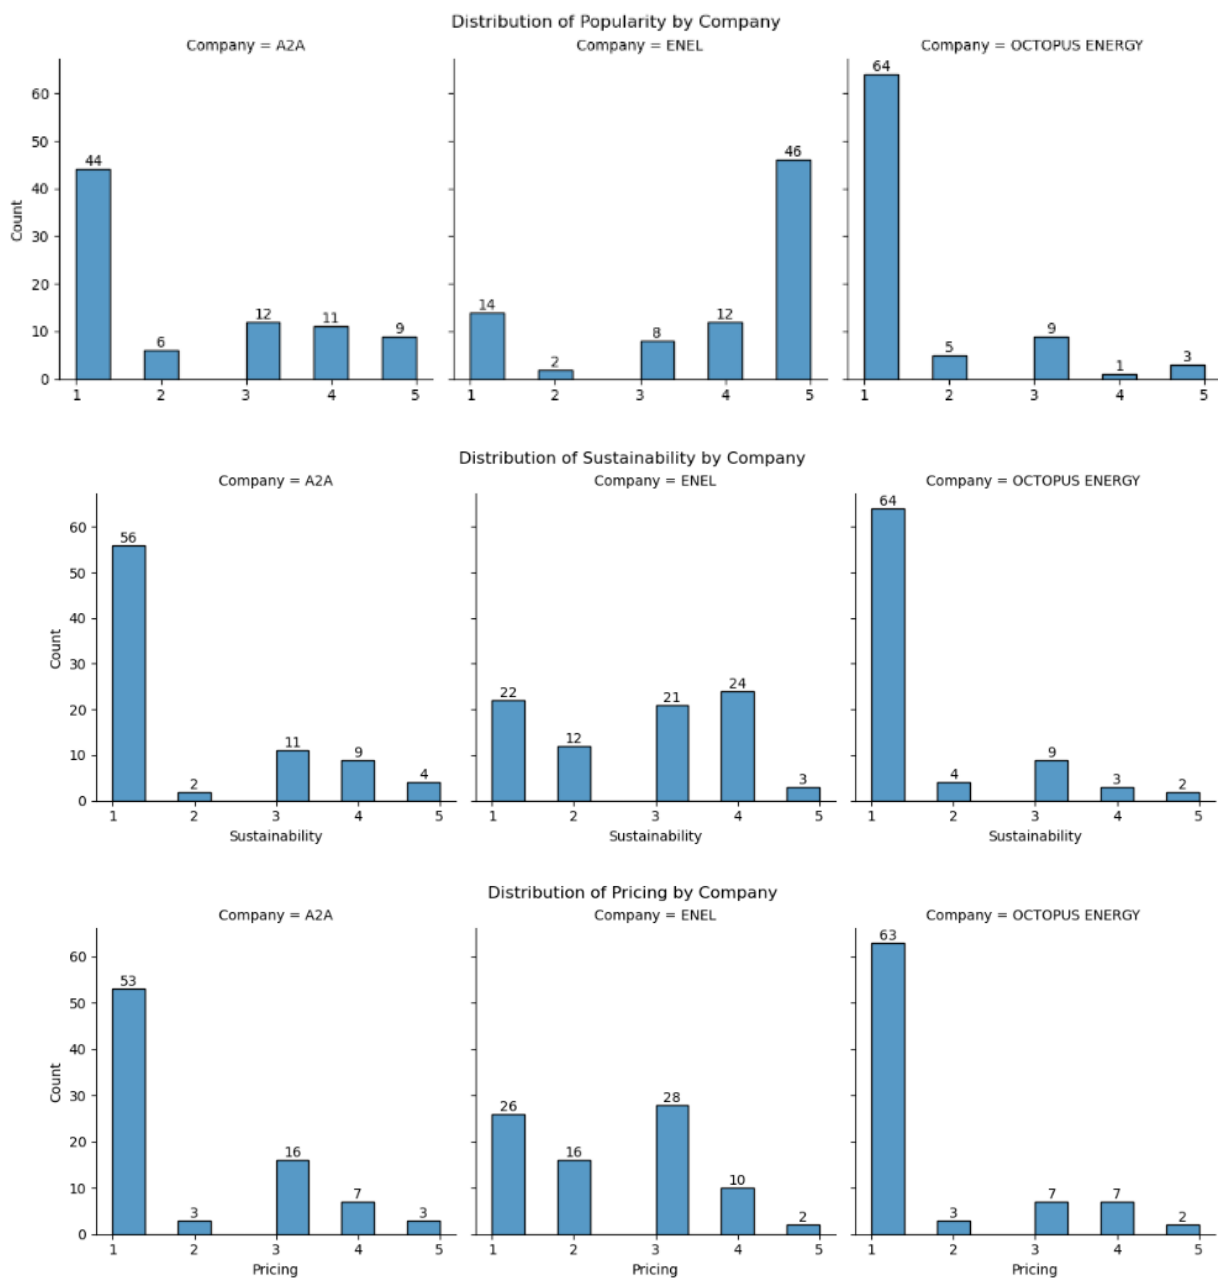 Distribution of Popularity by Company
Company = A2A Company = ENEL Company = OCTOPUS ENERGY
Count
60
50
40
30
20
10
0
44 6 12 11 9
14 2 8 12 46
64 5 9 1 3
1 2 3 4 5 1 2 3 4 5 1 2 3 4 5
Distribution of Sustainability by Company
Company = A2A Company = ENEL Company = OCTOPUS ENERGY
Count
60
50
40
30
20
10
0
56 2 11 9 4
22 12 21 24 3
64 4 9 3 2
1 2 3 4 5 1 2 3 4 5 1 2 3 4 5
Sustainability Sustainability Sustainability
Distribution of Pricing by Company
Company = A2A Company = ENEL Company = OCTOPUS ENERGY
Count
60
50
40
30
20
10
0
53 3 16 7 3
26 16 28 10 2
63 3 7 7 2
1 2 3 4 5 1 2 3 4 5 1 2 3 4 5
Pricing Pricing Pricing